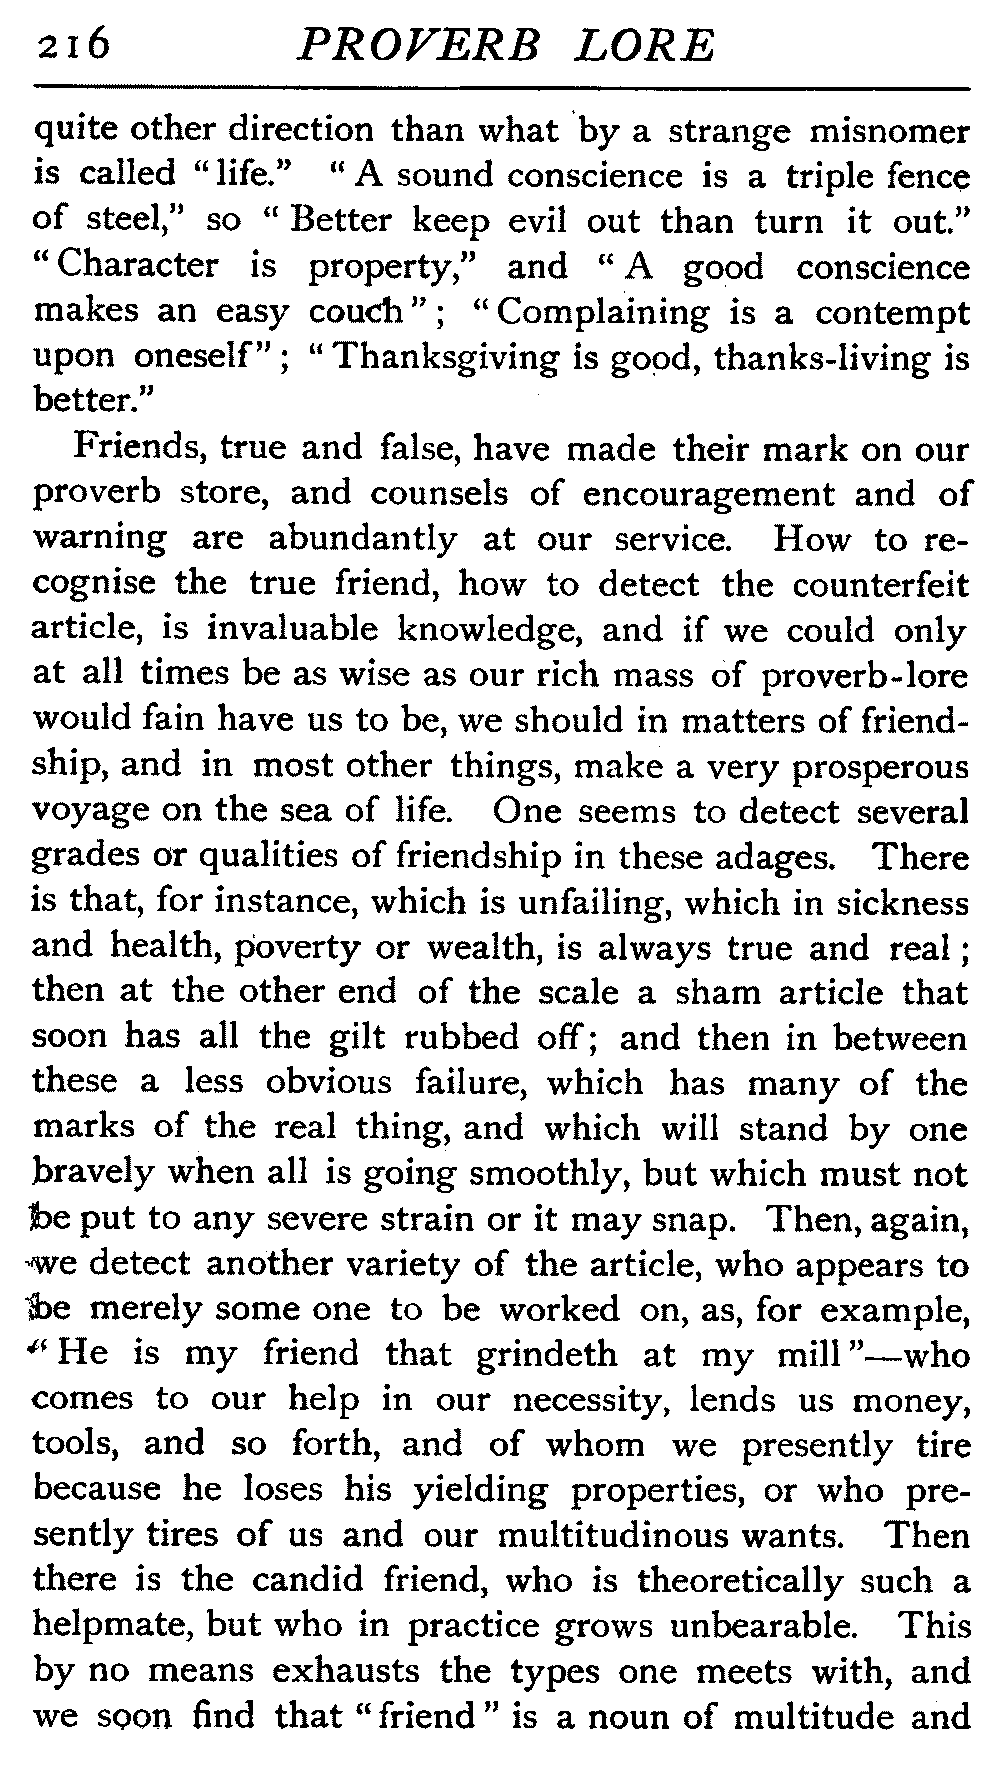 216 PROVERB LORE
quite other direction than what by a strange misnomer
is called “life.” “A sound conscience is a triple fence
of steel,” so “Better keep evil out than turn it out.”
“Character is property,” and “A good conscience
makes an easy couch”; “Complaining is a contempt
upon oneself”; “Thanksgiving is good, thanks-living is
better.”
Friends, true and false, have made their mark on our
proverb store, and counsels of encouragement and of
warning are abundantly at our service. How to re-
cognise the true friend, how to detect the counterfeit
article, is invaluable knowledge, and if we could only
at all times be as wise as our rich mass of proverb-lore
would fain have us to be, we should in matters of friend-
ship, and in most other things, make a very prosperous
voyage on the sea of life. One seems to detect several
grades or qualities of friendship in these adages. There
is that, for instance, which is unfailing, which in sickness
and health, poverty or wealth, is always true and real;
then at the other end of the scale a sham article that
soon has all the gilt rubbed off; and then in between
these a less obvious failure, which has many of the
marks of the real thing, and which will stand by one
bravely when all is going smoothly, but which must not
be put to any severe strain or it may snap. Then, again,
we detect another variety of the article, who appears to
be merely some one to be worked on, as, for example,
“He is my friend that grindeth at my mill”—who
comes to our help in our necessity, lends us money,
tools, and so forth, and of whom we presently tire
because he loses his yielding properties, or who pre-
sently tires of us and our multitudinous wants. Then
there is the candid friend, who is theoretically such a
helpmate, but who in practice grows unbearable. This
by no means exhausts the types one meets with, and
we soon find that “friend” is a noun of multitude and